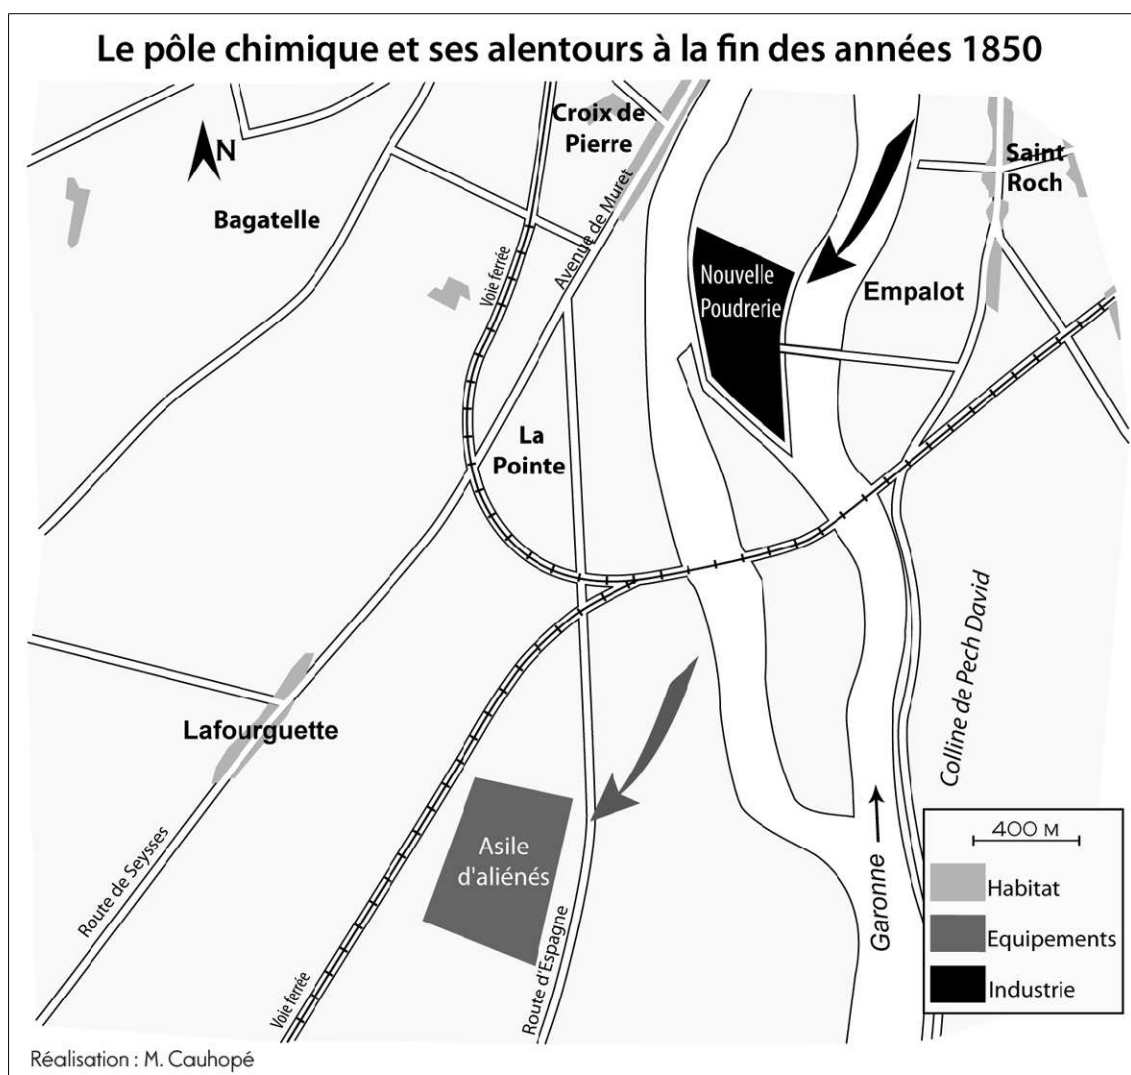 Le pôle chimique et ses alentours à la fin des années 1850
Croix de
Pierre
N
Saint
Roch
Bagatelle
Avenue de Muret
Voie ferrée
Nouvelle
Poudrerie
Empalot
La
Pointe
Colline de Pech David
Lafourguette
Route de Seysses
Asile
d'aliénés
Route d'Espagne
Voie ferrée
Garonne
400 M
Habitat
Equipements
Industrie
Réalisation : M. Cauhopé